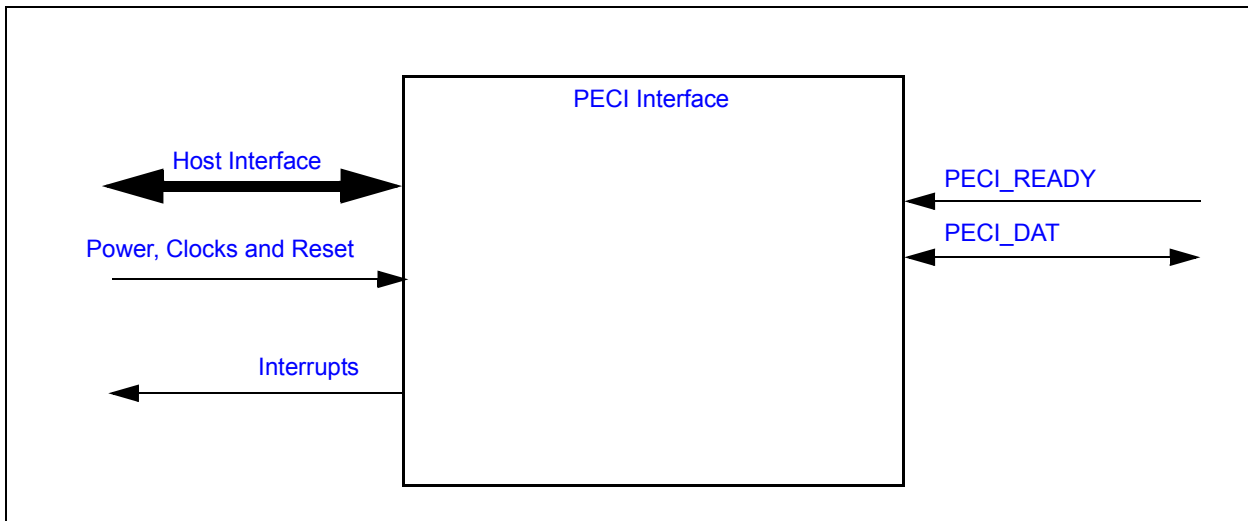 PECI Interface
Host Interface
PECI_READY
Power, Clocks and Reset
PECI_DAT
Interrupts